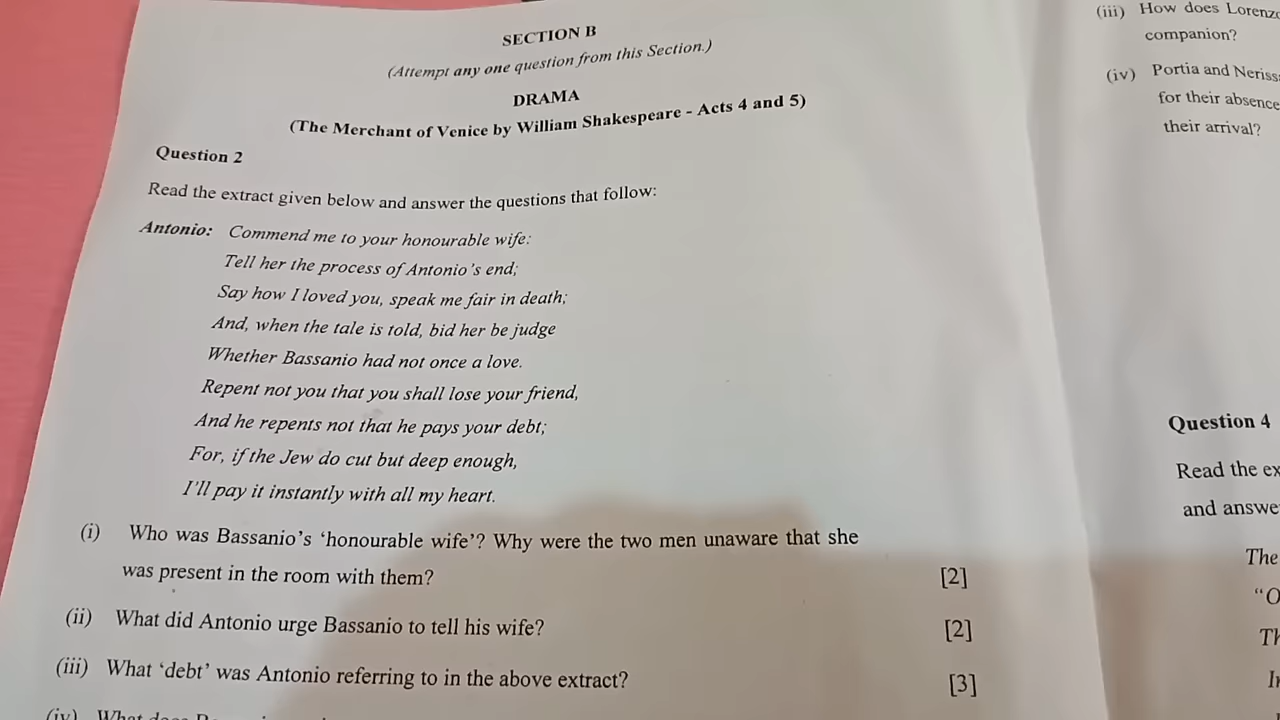 SECTION B
(Attempt any one question from this Section.)
DRAMA
(The Merchant of Venice by William Shakespeare - Acts 4 and 5)
Question 2
Read the extract given below and answer the questions that follow:
Antonio: Commend me to your honourable wife:
Tell her the process of Antonio's end;
Say how I loved you, speak me fair in death;
And, when the tale is told, bid her be judge
Whether Bassanio had not once a love.
Repent not you that you shall lose your friend,
And he repents not that he pays your debt;
For, if the Jew do cut but deep enough,
I'll pay it instantly with all my heart.
(i) Who was Bassanio's 'honourable wife'? Why were the two men unaware that she
was present in the room with them? [2]
(ii) What did Antonio urge Bassanio to tell his wife? [2]
(iii) What 'debt' was Antonio referring to in the above extract? [3]
(iv) What
(iii) How does Lorenzo
companion?
(iv) Portia and Neriss
for their absence
their arrival?
Question 4
Read the ex
and answe
The
"O
Th